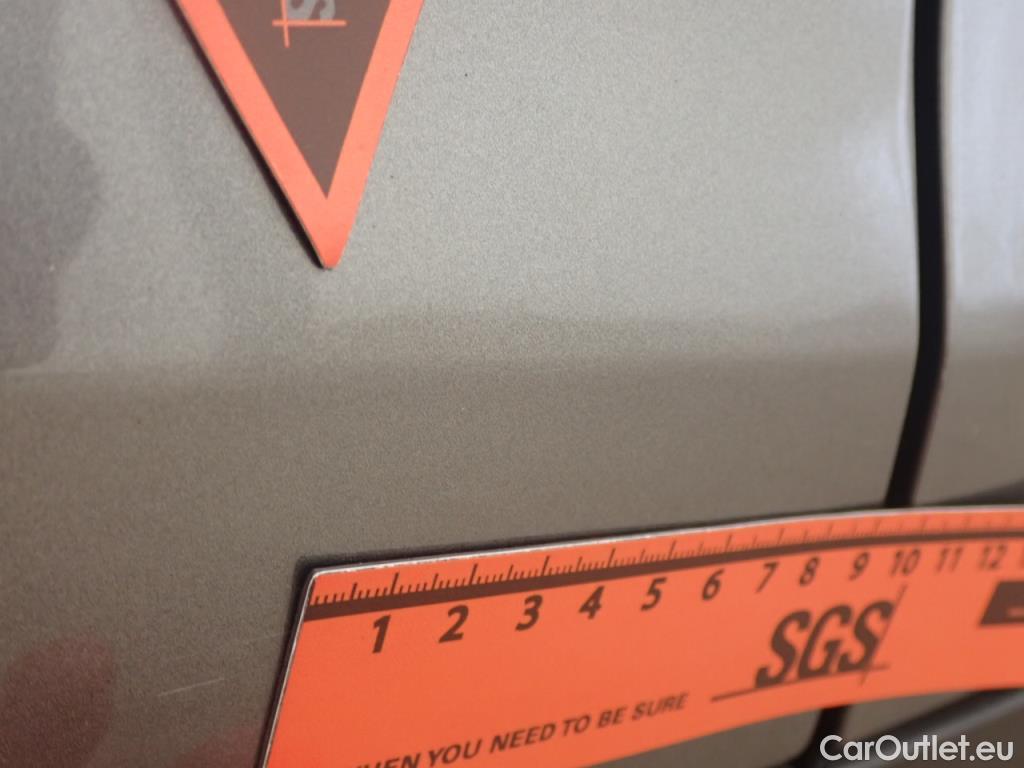 S
1 2 3 4 5 6 7 8 9 10 11 12
SGS
WHEN YOU NEED TO BE SURE
CarOutlet.eu